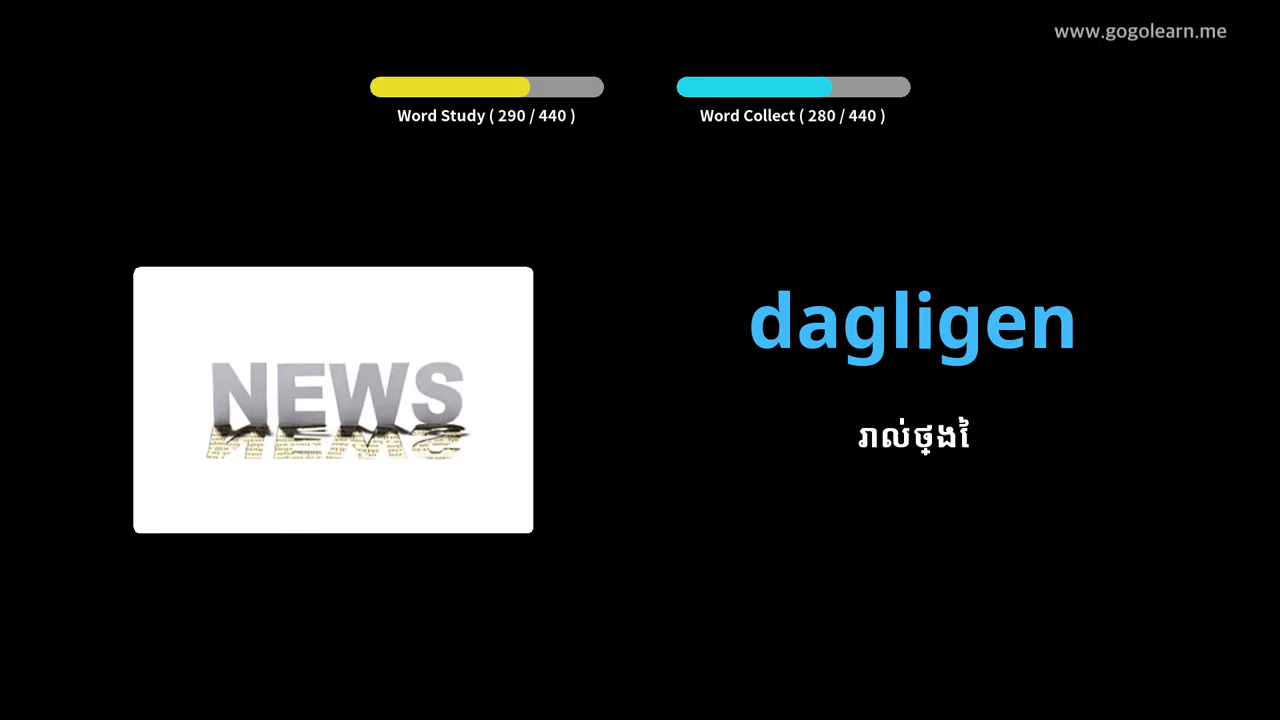 www.gogolearn.me
Word Study ( 290 / 440 )
Word Collect ( 280 / 440 )
NEWS
dagligen
រាល់ថ្ងៃ